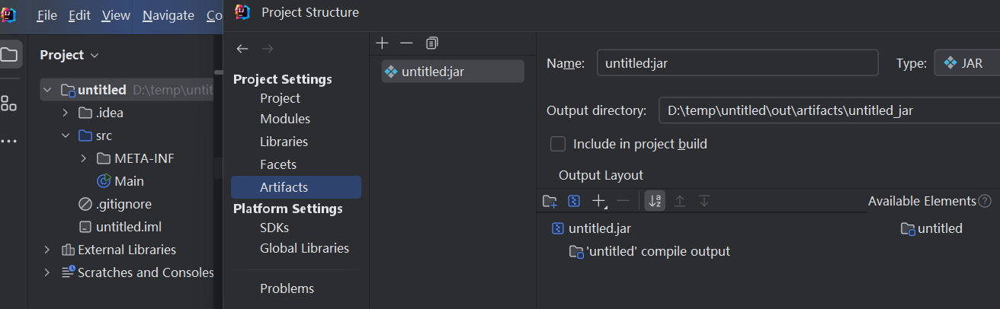 File Edit View Navigate Co
Project
untitled D:\temp\untit
.idea
src
META-INF
Main
.gitignore
untitled.iml
External Libraries
Scratches and Consoles
Project Structure
Project Settings
Project
Modules
Libraries
Facets
Artifacts
Platform Settings
SDKs
Global Libraries
Problems
untitled:jar
Name: untitled:jar Type: JAR
Output directory: D:\temp\untitled\out\artifacts\untitled_jar
Include in project build
Output Layout
Available Elements ?
untitled.jar
'untitled' compile output
untitled